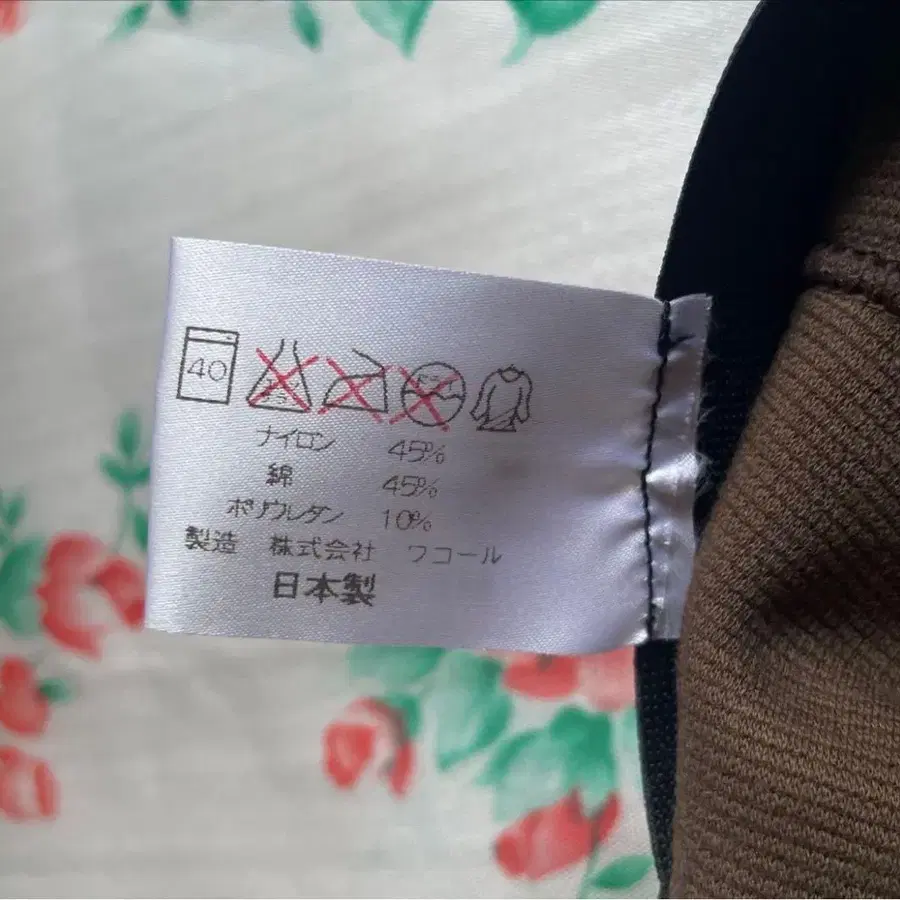 40
ナイロン 45%
綿 45%
ポリウレタン 10%
製造 株式会社 ワコール
日本製